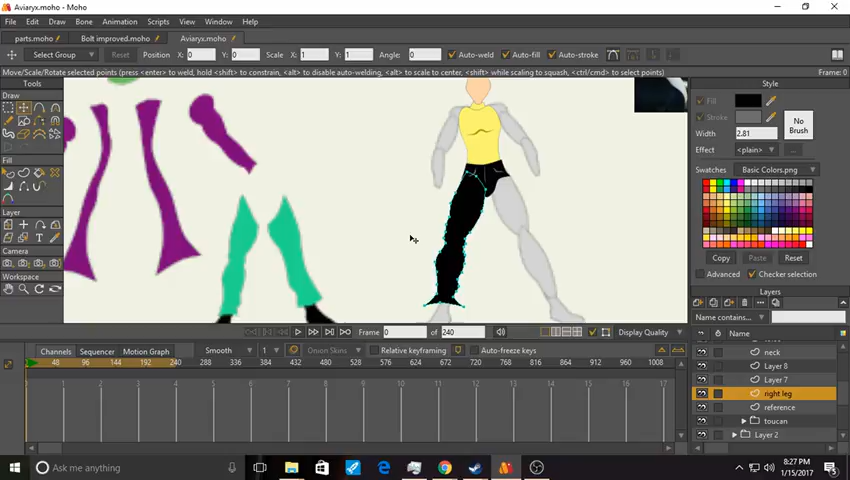 Aviaryx.moho - Moho
File Edit Draw Bone Animation Scripts View Window Help
parts.moho Bolt improved.moho Aviaryx.moho
Select Group Position X: 0 Y: 0 Scale X: 1 Y: 1 Angle: 0 Auto-weld Auto-fill Auto-stroke
Move/Scale/Rotate selected points (press <enter> to weld, hold <shift> to constrain, <alt> to disable auto-welding, <alt> to scale to center, <shift> while scaling to squash, <ctrl/cmd> to select points) Frame: 0
Tools
Draw
Fill
Layer
Camera
Workspace
Style
Fill
Stroke
No
Brush
Width 2.81
Effect <plain> ...
Swatches Basic Colors.png
Copy Paste Reset
Advanced Checker selection
Layers
Name contains...
Name
neck
Layer 8
Layer 7
right leg
reference
toucan
Layer 2
Frame 0 of 240 Display Quality
Channels Sequencer Motion Graph Smooth 1 Onion Skins Relative keyframing Auto-freeze keys
0 48 96 144 192 240 288 336 384 432 480 528 576 624 672 720 768 816 864 912 960 1008
1 2 3 4 5 6 7 8 9 10 11 12 13 14 15 16 17
Ask me anything
8:27 PM
1/15/2017